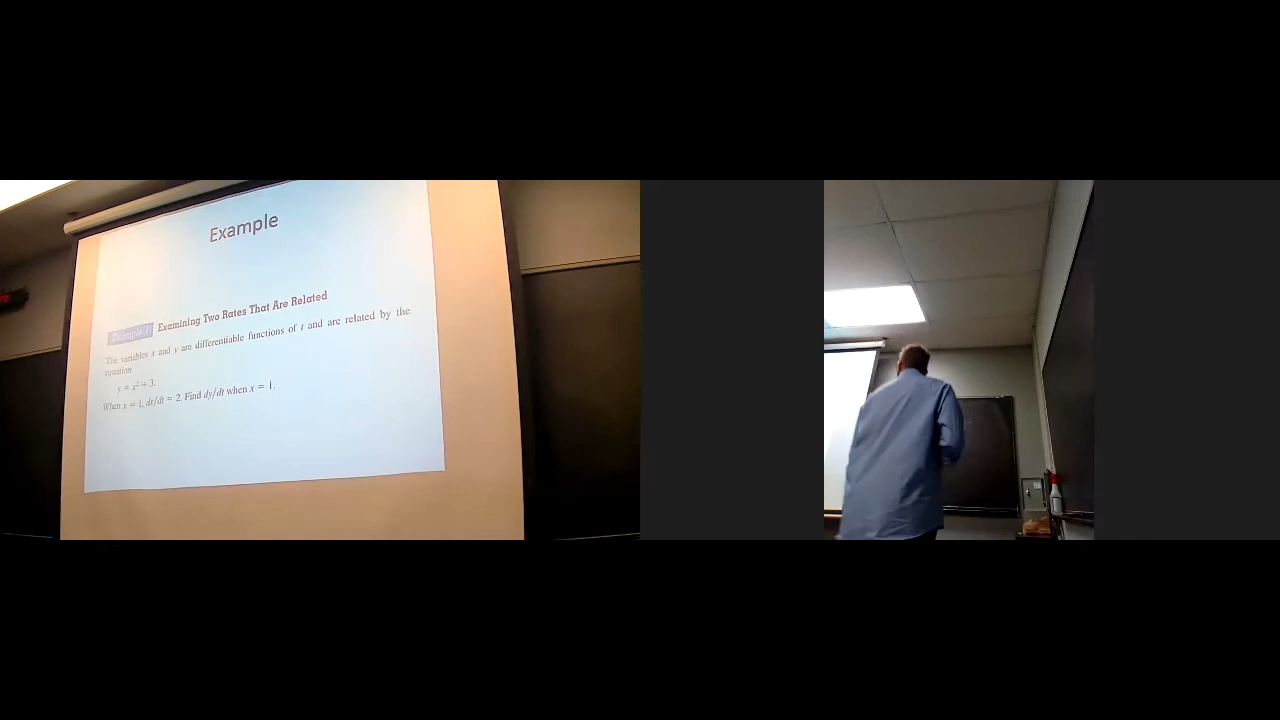 Example
Example 1 Examining Two Rates That Are Related
The variables x and y are differentiable functions of t and are related by the
equation
y = x² + 3.
When x = 1, dx/dt = 2. Find dy/dt when x = 1.